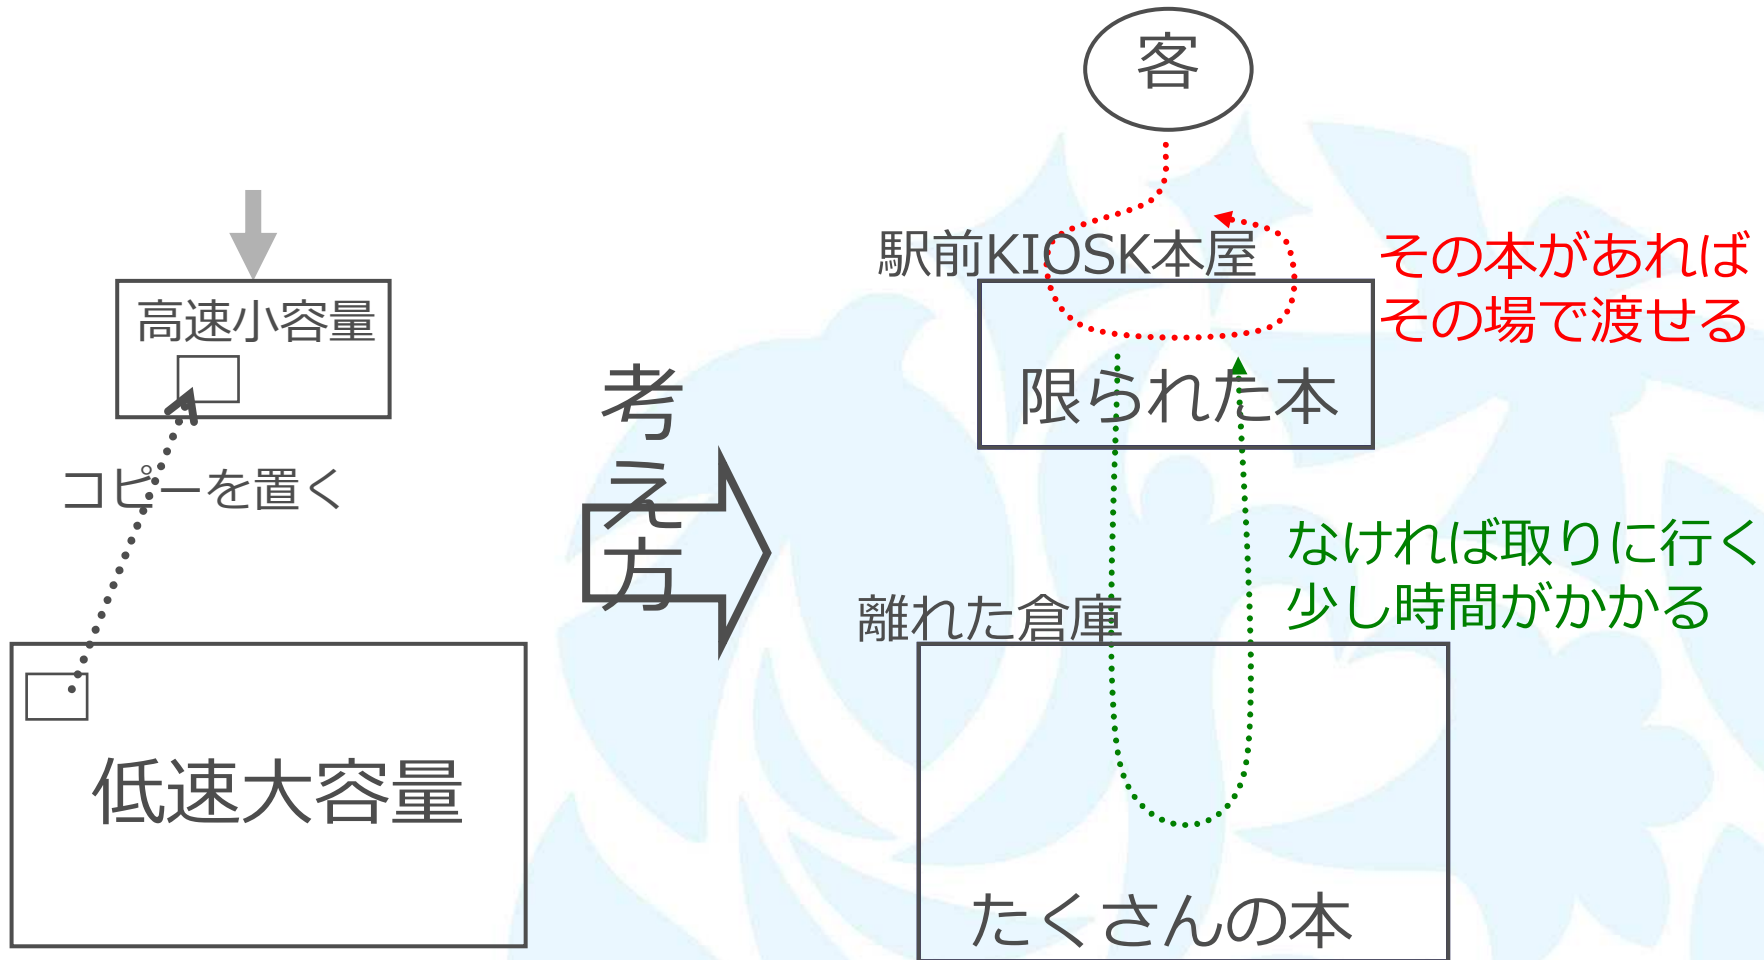 高速小容量
コピーを置く
低速大容量
考え方
客
駅前KIOSK本屋
限られた本
その本があれば
その場で渡せる
なければ取りに行く
少し時間がかかる
離れた倉庫
たくさんの本